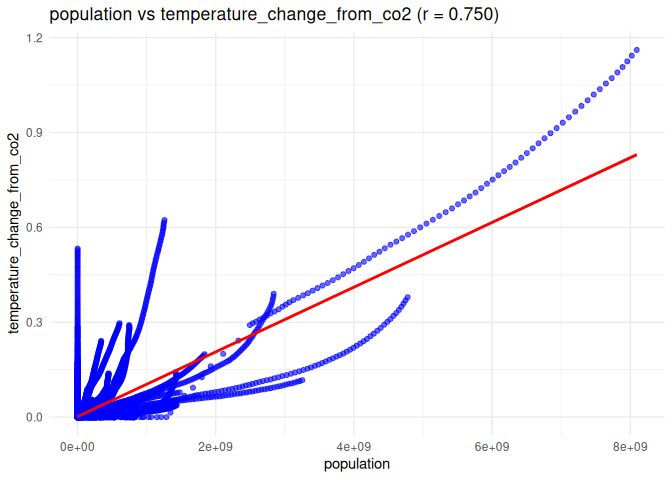 population vs temperature_change_from_co2 (r = 0.750)
1.2
0.9
0.6
0.3
0.0
temperature_change_from_co2
0e+00
2e+09
4e+09
6e+09
8e+09
population